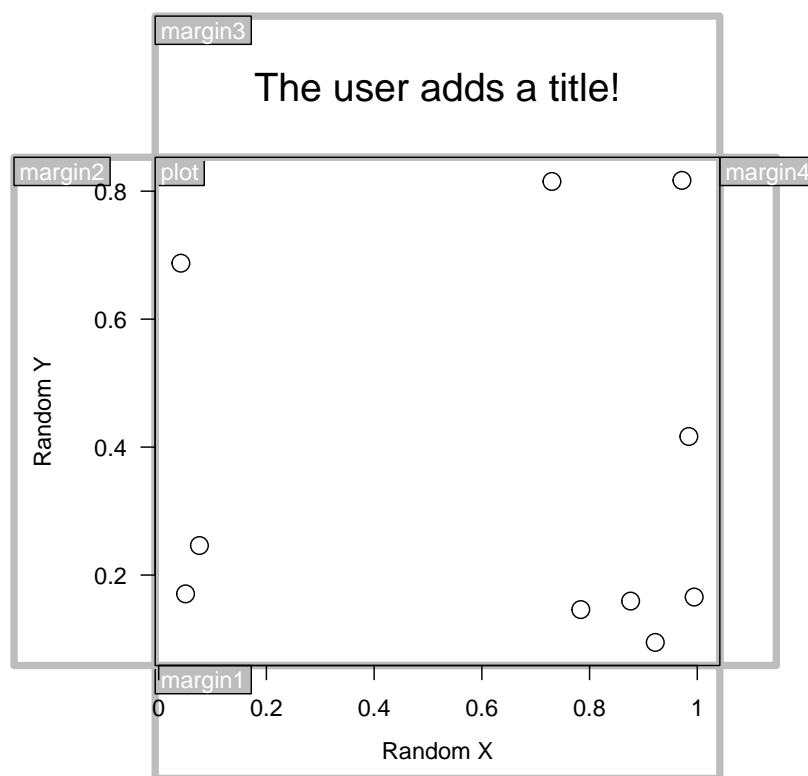 margin3
The user adds a title!
margin2
plot
margin4
0.8
0.6
0.4
0.2
Random Y
margin1
0 0.2 0.4 0.6 0.8 1
Random X